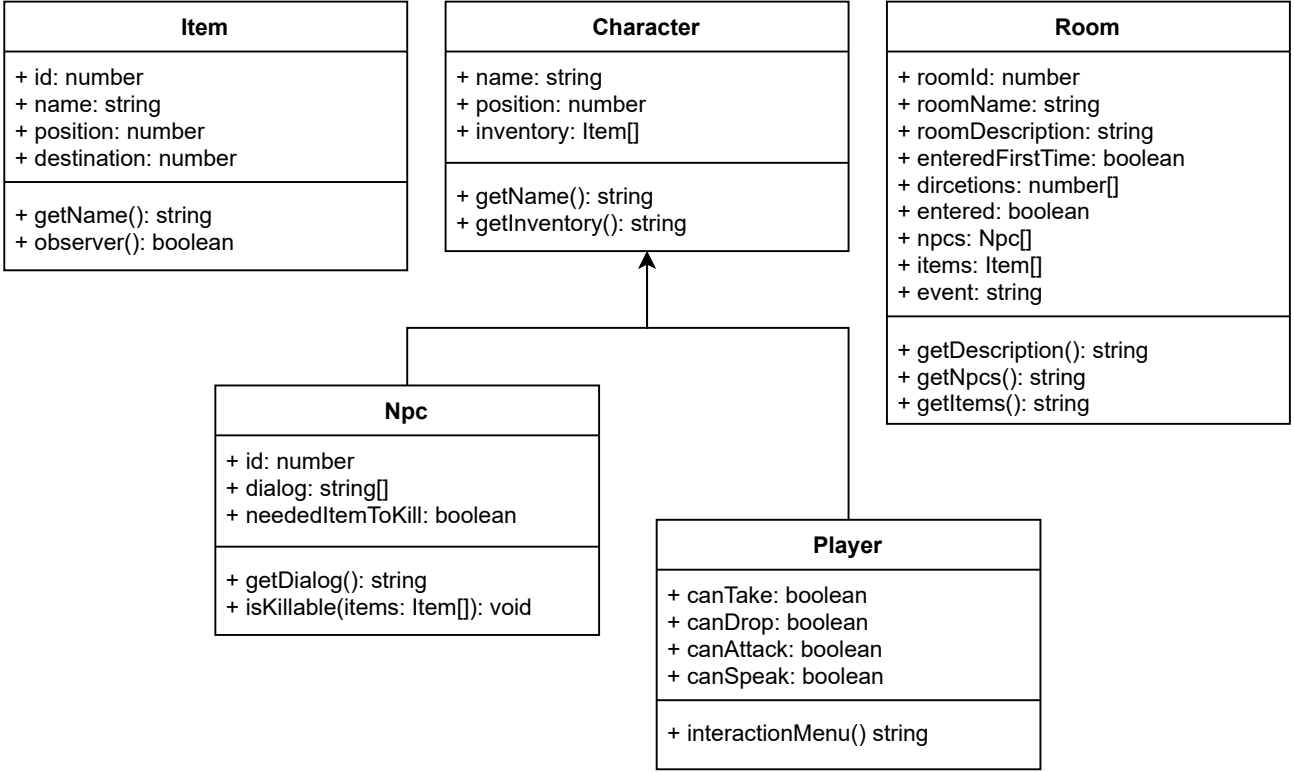 Item
+ id: number
+ name: string
+ position: number
+ destination: number
+ getName(): string
+ observer(): boolean
Character
+ name: string
+ position: number
+ inventory: Item[]
+ getName(): string
+ getInventory(): string
Room
+ roomId: number
+ roomName: string
+ roomDescription: string
+ enteredFirstTime: boolean
+ dircetions: number[]
+ entered: boolean
+ npcs: Npc[]
+ items: Item[]
+ event: string
+ getDescription(): string
+ getNpcs(): string
+ getItems(): string
Npc
+ id: number
+ dialog: string[]
+ neededItemToKill: boolean
+ getDialog(): string
+ isKillable(items: Item[]): void
Player
+ canTake: boolean
+ canDrop: boolean
+ canAttack: boolean
+ canSpeak: boolean
+ interactionMenu() string